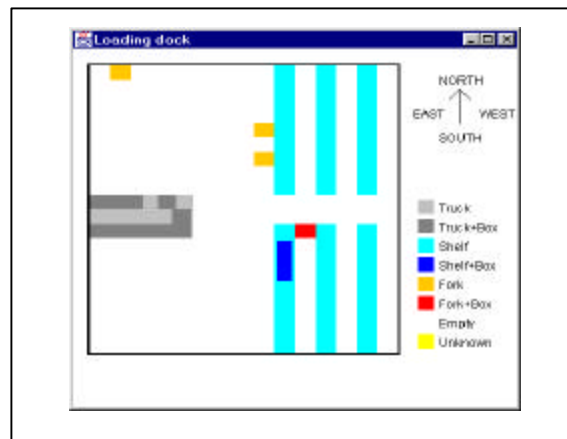 Loading dock
NORTH
EAST WEST
SOUTH
Truck
Truck+Box
Shelf
Shelf+Box
Fork
Fork+Box
Empty
Unknown